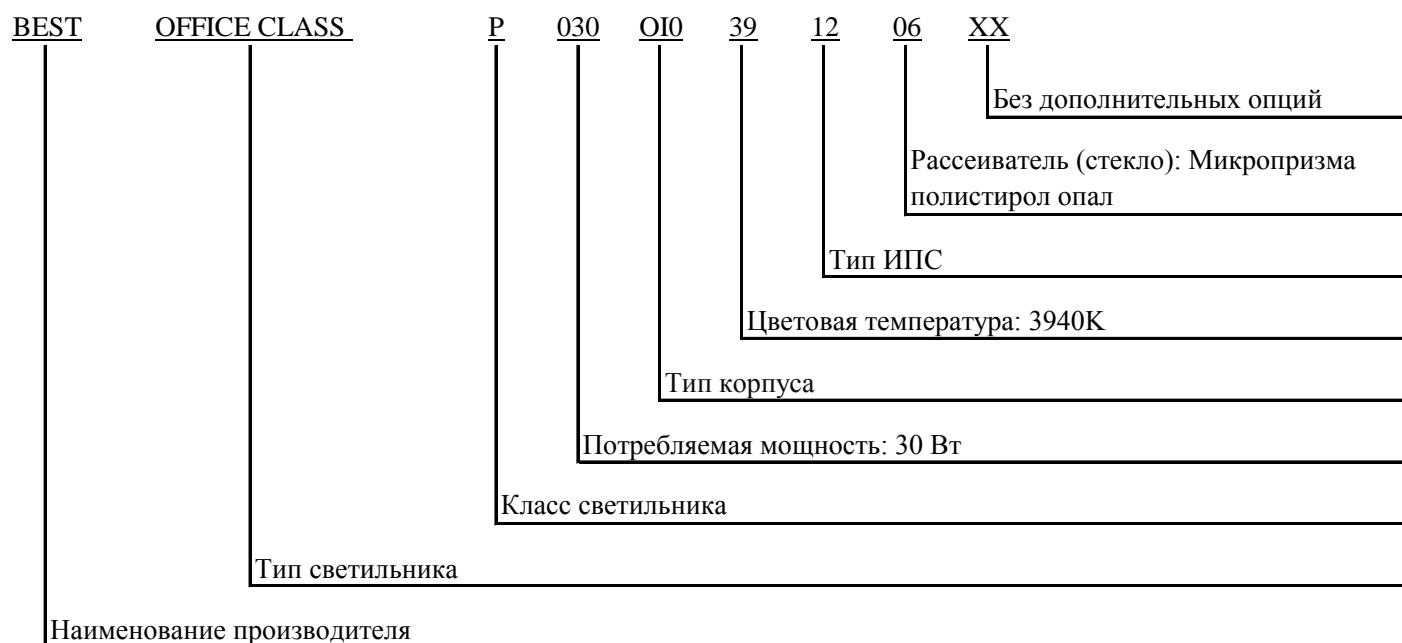 BEST OFFICE CLASS P 030 OI0 39 12 06 XX
Без дополнительных опций
Рассеиватель (стекло): Микропризма
полистирол опал
Тип ИПС
Цветовая температура: 3940K
Тип корпуса
Потребляемая мощность: 30 Вт
Класс светильника
Тип светильника
Наименование производителя